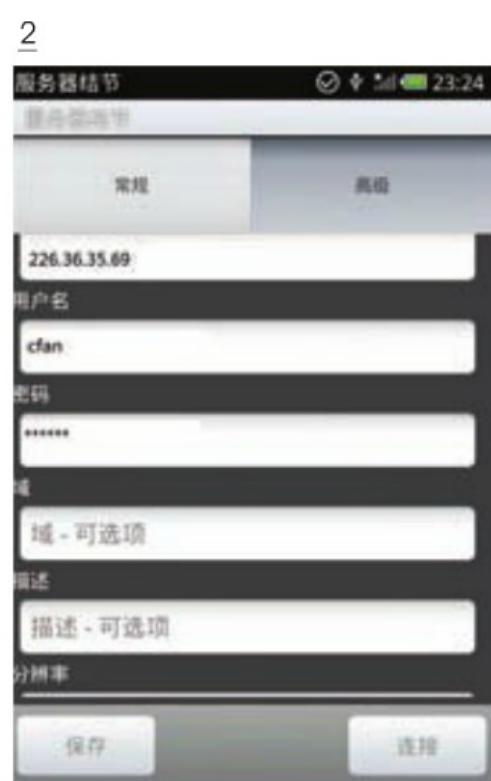 2
服务器结节 23:24
常规 高级
226.36.35.69
用户名
cfan
密码
••••••
域
域 - 可选项
描述
描述 - 可选项
分辨率
保存 连接